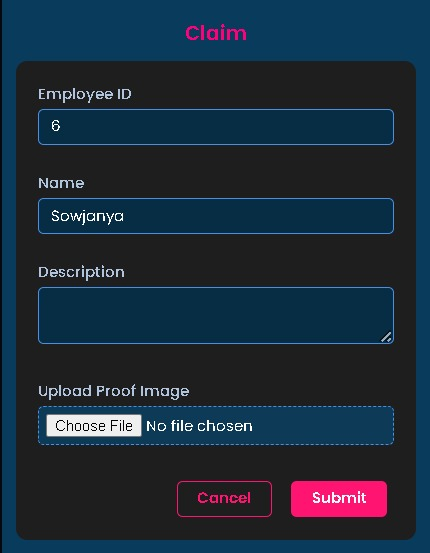 Claim
Employee ID
6
Name
Sowjanya
Description
Upload Proof Image
Choose File No file chosen
Cancel Submit